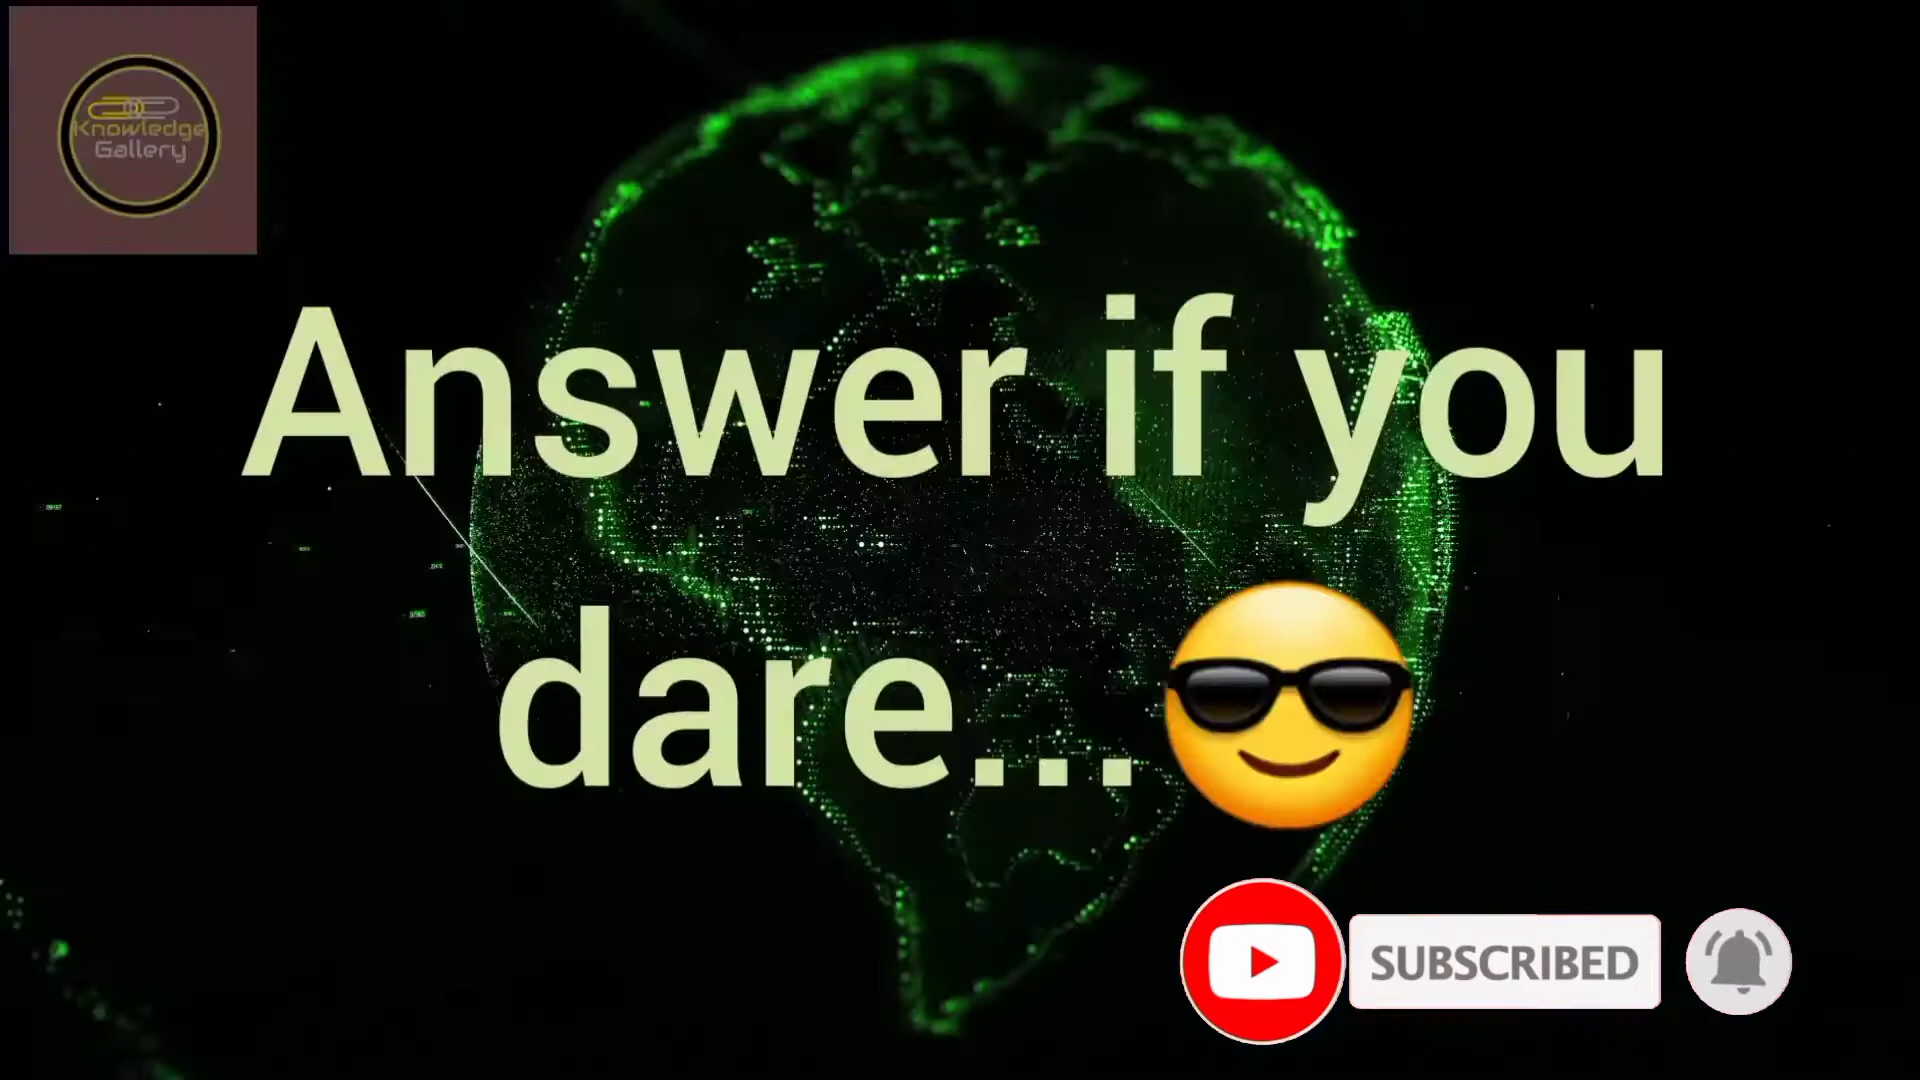 Knowledge
Gallery
Answer if you
dare...😎
SUBSCRIBED